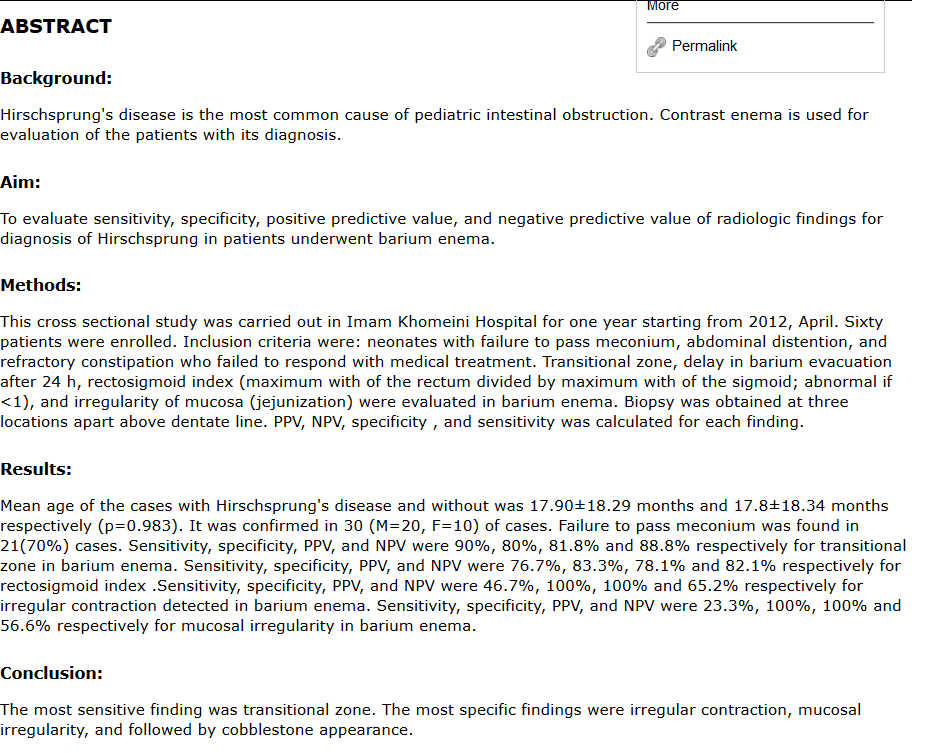 More
Permalink
ABSTRACT
Background:
Hirschsprung's disease is the most common cause of pediatric intestinal obstruction. Contrast enema is used for
evaluation of the patients with its diagnosis.
Aim:
To evaluate sensitivity, specificity, positive predictive value, and negative predictive value of radiologic findings for
diagnosis of Hirschsprung in patients underwent barium enema.
Methods:
This cross sectional study was carried out in Imam Khomeini Hospital for one year starting from 2012, April. Sixty
patients were enrolled. Inclusion criteria were: neonates with failure to pass meconium, abdominal distention, and
refractory constipation who failed to respond with medical treatment. Transitional zone, delay in barium evacuation
after 24 h, rectosigmoid index (maximum with of the rectum divided by maximum with of the sigmoid; abnormal if
<1), and irregularity of mucosa (jejunization) were evaluated in barium enema. Biopsy was obtained at three
locations apart above dentate line. PPV, NPV, specificity , and sensitivity was calculated for each finding.
Results:
Mean age of the cases with Hirschsprung's disease and without was 17.90±18.29 months and 17.8±18.34 months
respectively (p=0.983). It was confirmed in 30 (M=20, F=10) of cases. Failure to pass meconium was found in
21(70%) cases. Sensitivity, specificity, PPV, and NPV were 90%, 80%, 81.8% and 88.8% respectively for transitional
zone in barium enema. Sensitivity, specificity, PPV, and NPV were 76.7%, 83.3%, 78.1% and 82.1% respectively for
rectosigmoid index .Sensitivity, specificity, PPV, and NPV were 46.7%, 100%, 100% and 65.2% respectively for
irregular contraction detected in barium enema. Sensitivity, specificity, PPV, and NPV were 23.3%, 100%, 100% and
56.6% respectively for mucosal irregularity in barium enema.
Conclusion:
The most sensitive finding was transitional zone. The most specific findings were irregular contraction, mucosal
irregularity, and followed by cobblestone appearance.